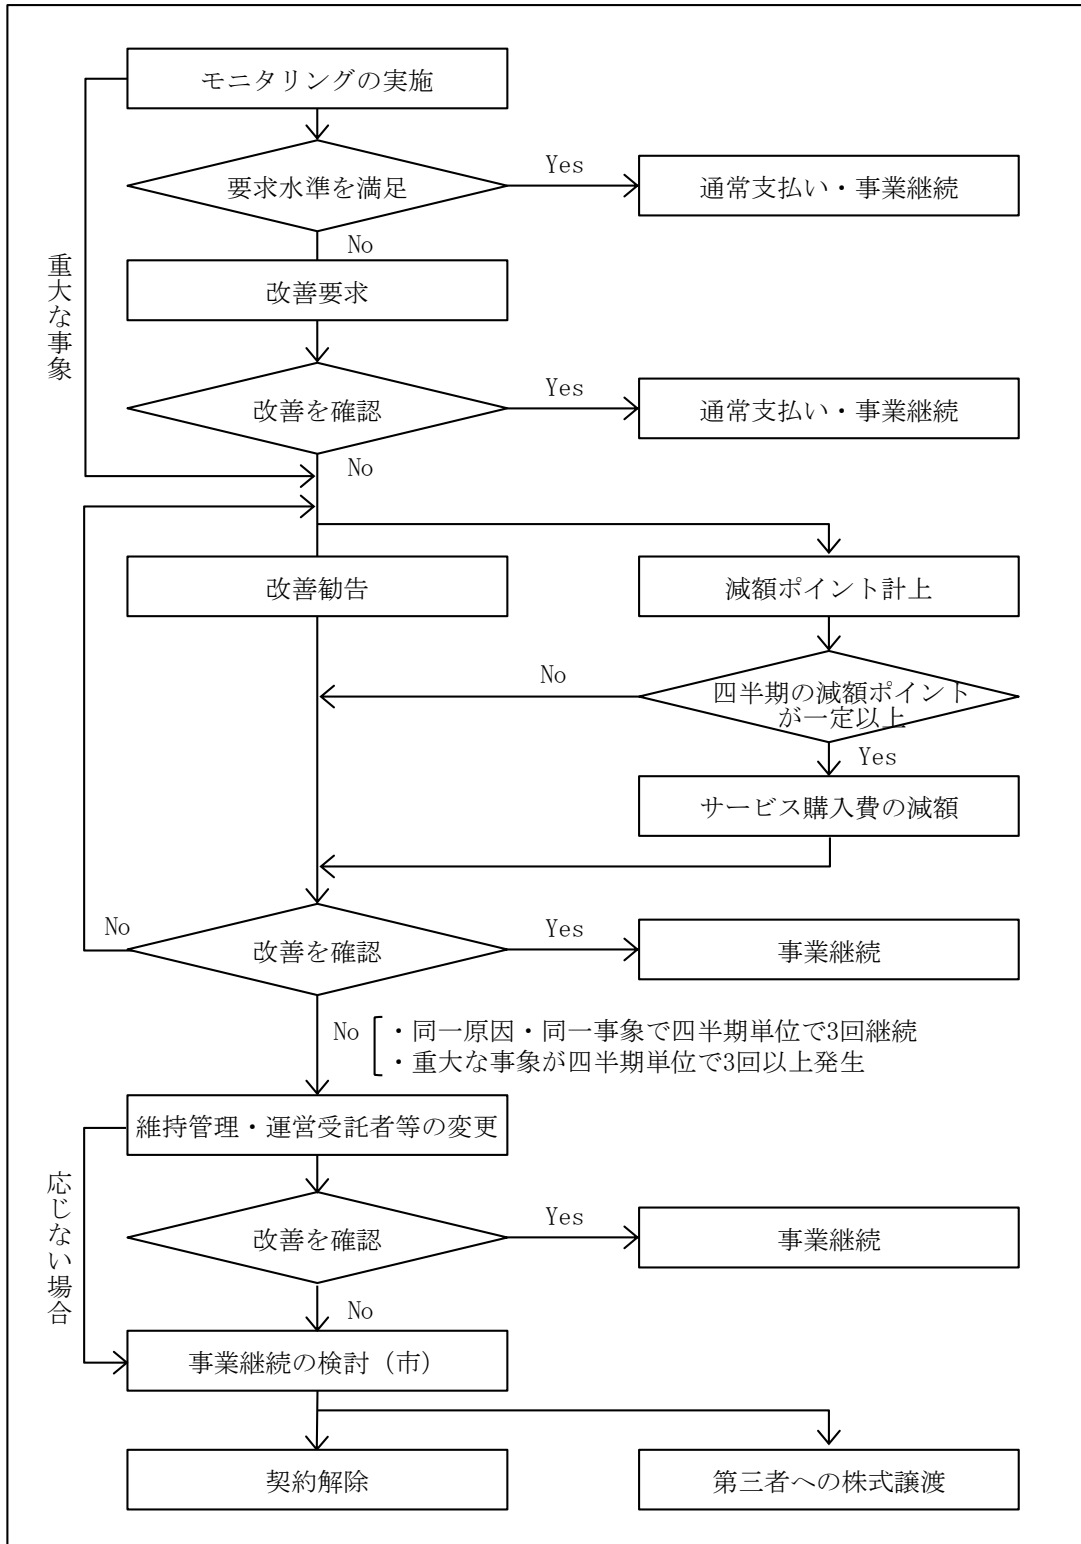 モニタリングの実施
要求水準を満足
Yes
通常支払い・事業継続
No
重大な事象
改善要求
改善を確認
Yes
通常支払い・事業継続
No
改善勧告
減額ポイント計上
No
四半期の減額ポイント
が一定以上
Yes
サービス購入費の減額
No
改善を確認
Yes
事業継続
No
・同一原因・同一事象で四半期単位で3回継続
・重大な事象が四半期単位で3回以上発生
維持管理・運営受託者等の変更
応じない場合
改善を確認
Yes
事業継続
No
事業継続の検討（市）
契約解除
第三者への株式譲渡